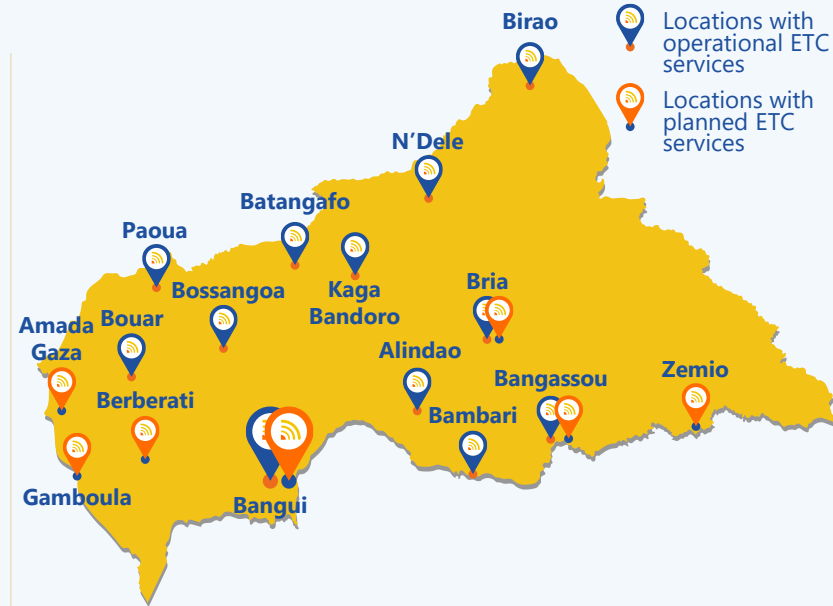 Birao
Locations with
operational ETC
services
Locations with
planned ETC
services
N’Dele
Batangafo
Paoua
Bossangoa
Kaga
Bandoro
Bria
Amada
Gaza
Bouar
Alindao
Berberati
Bangassou
Zemio
Bambari
Gamboula
Bangui